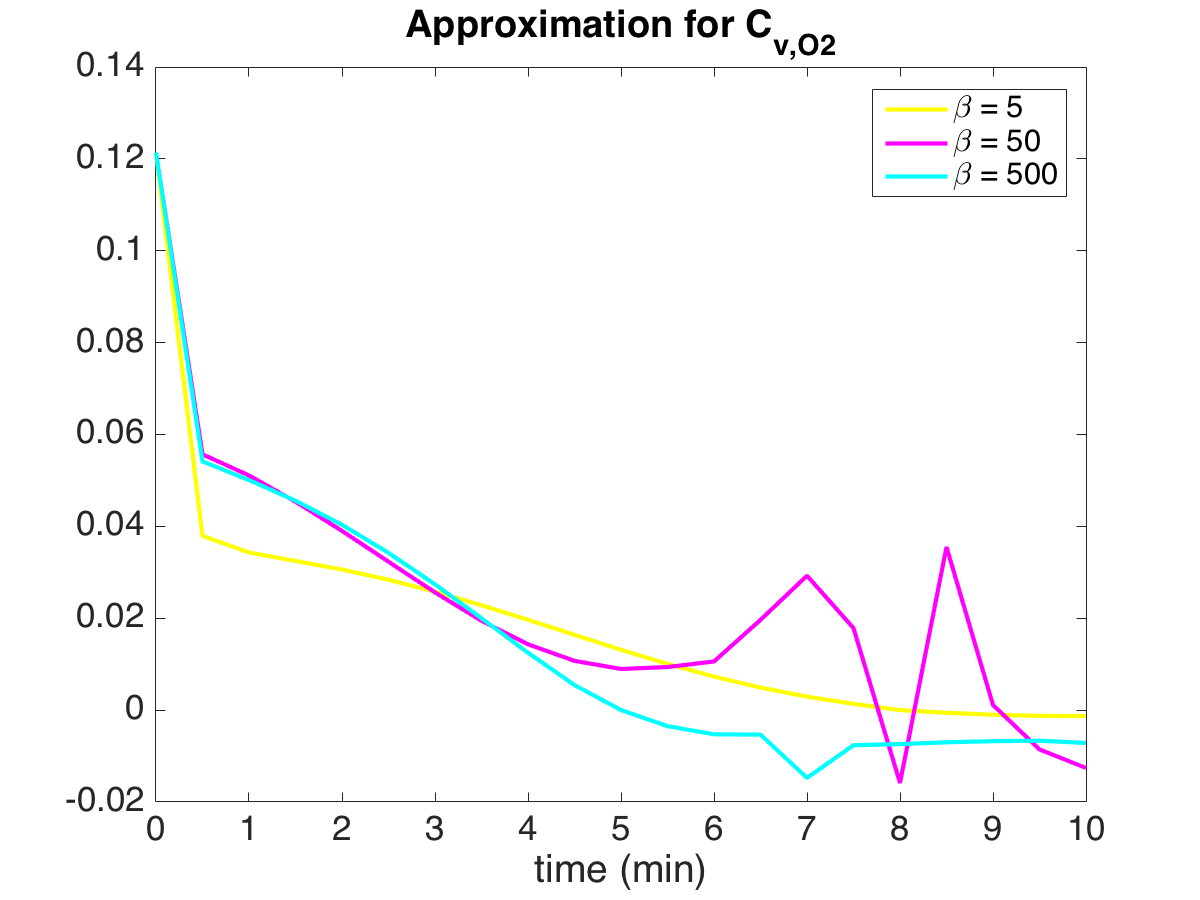 Approximation for C_v,O2
0.14
0.12
0.1
0.08
0.06
0.04
0.02
0
-0.02
β = 5
β = 50
β = 500
0 1 2 3 4 5 6 7 8 9 10
time (min)